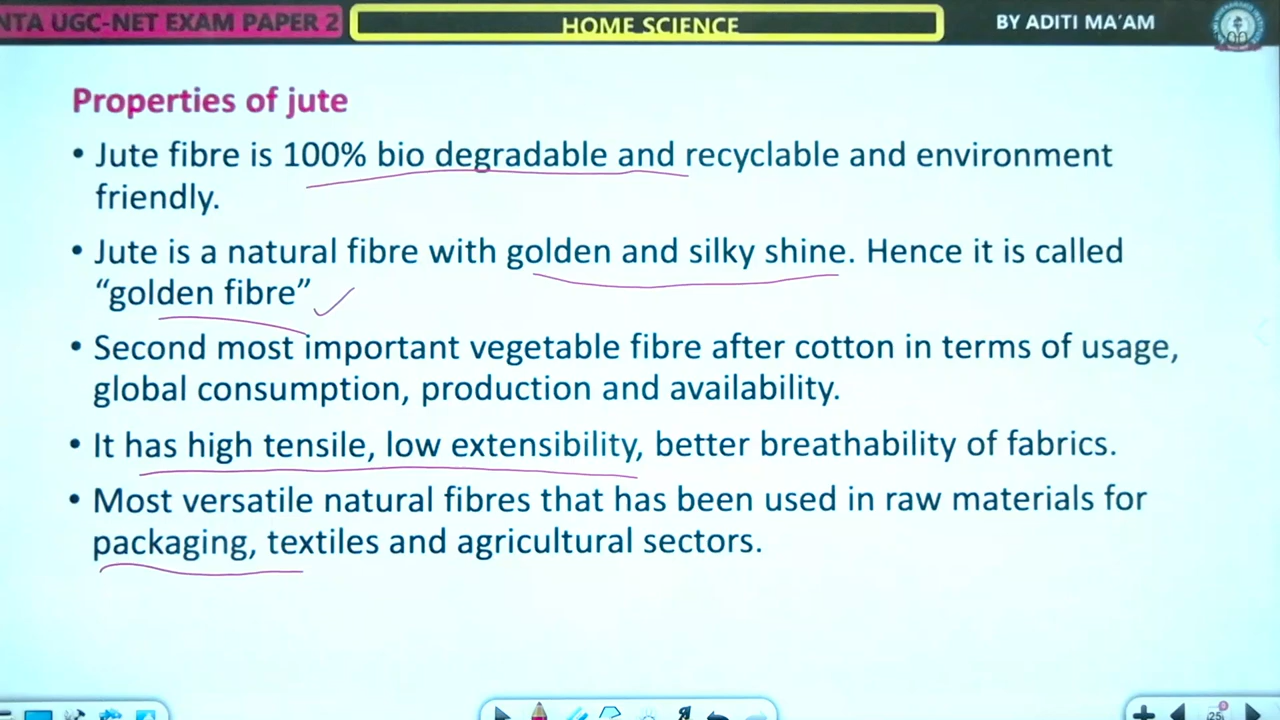 NTA UGC-NET EXAM PAPER 2
HOME SCIENCE
BY ADITI MA'AM
Properties of jute
• Jute fibre is 100% bio degradable and recyclable and environment
friendly.
• Jute is a natural fibre with golden and silky shine. Hence it is called
“golden fibre”
• Second most important vegetable fibre after cotton in terms of usage,
global consumption, production and availability.
• It has high tensile, low extensibility, better breathability of fabrics.
• Most versatile natural fibres that has been used in raw materials for
packaging, textiles and agricultural sectors.
25